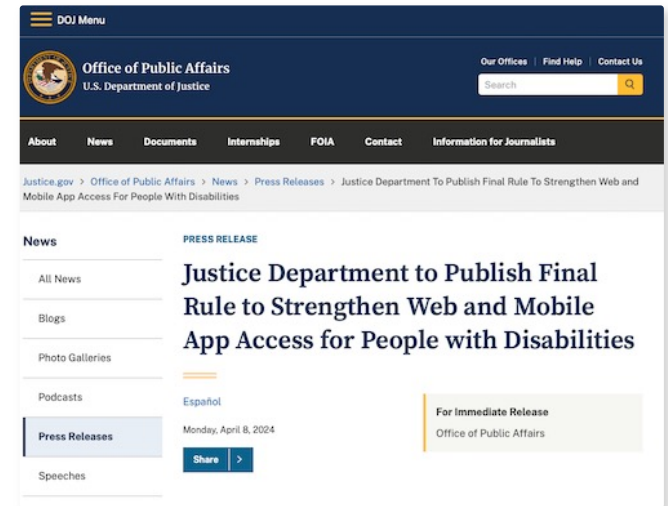 DOJ Menu
Office of Public Affairs
U.S. Department of Justice
Our Offices | Find Help | Contact Us
Search
About News Documents Internships FOIA Contact Information for Journalists
Justice.gov > Office of Public Affairs > News > Press Releases > Justice Department To Publish Final Rule To Strengthen Web and
Mobile App Access For People With Disabilities
News
All News
Blogs
Photo Galleries
Podcasts
Press Releases
Speeches
PRESS RELEASE
Justice Department to Publish Final
Rule to Strengthen Web and Mobile
App Access for People with Disabilities
Español
Monday, April 8, 2024
Share >
For Immediate Release
Office of Public Affairs